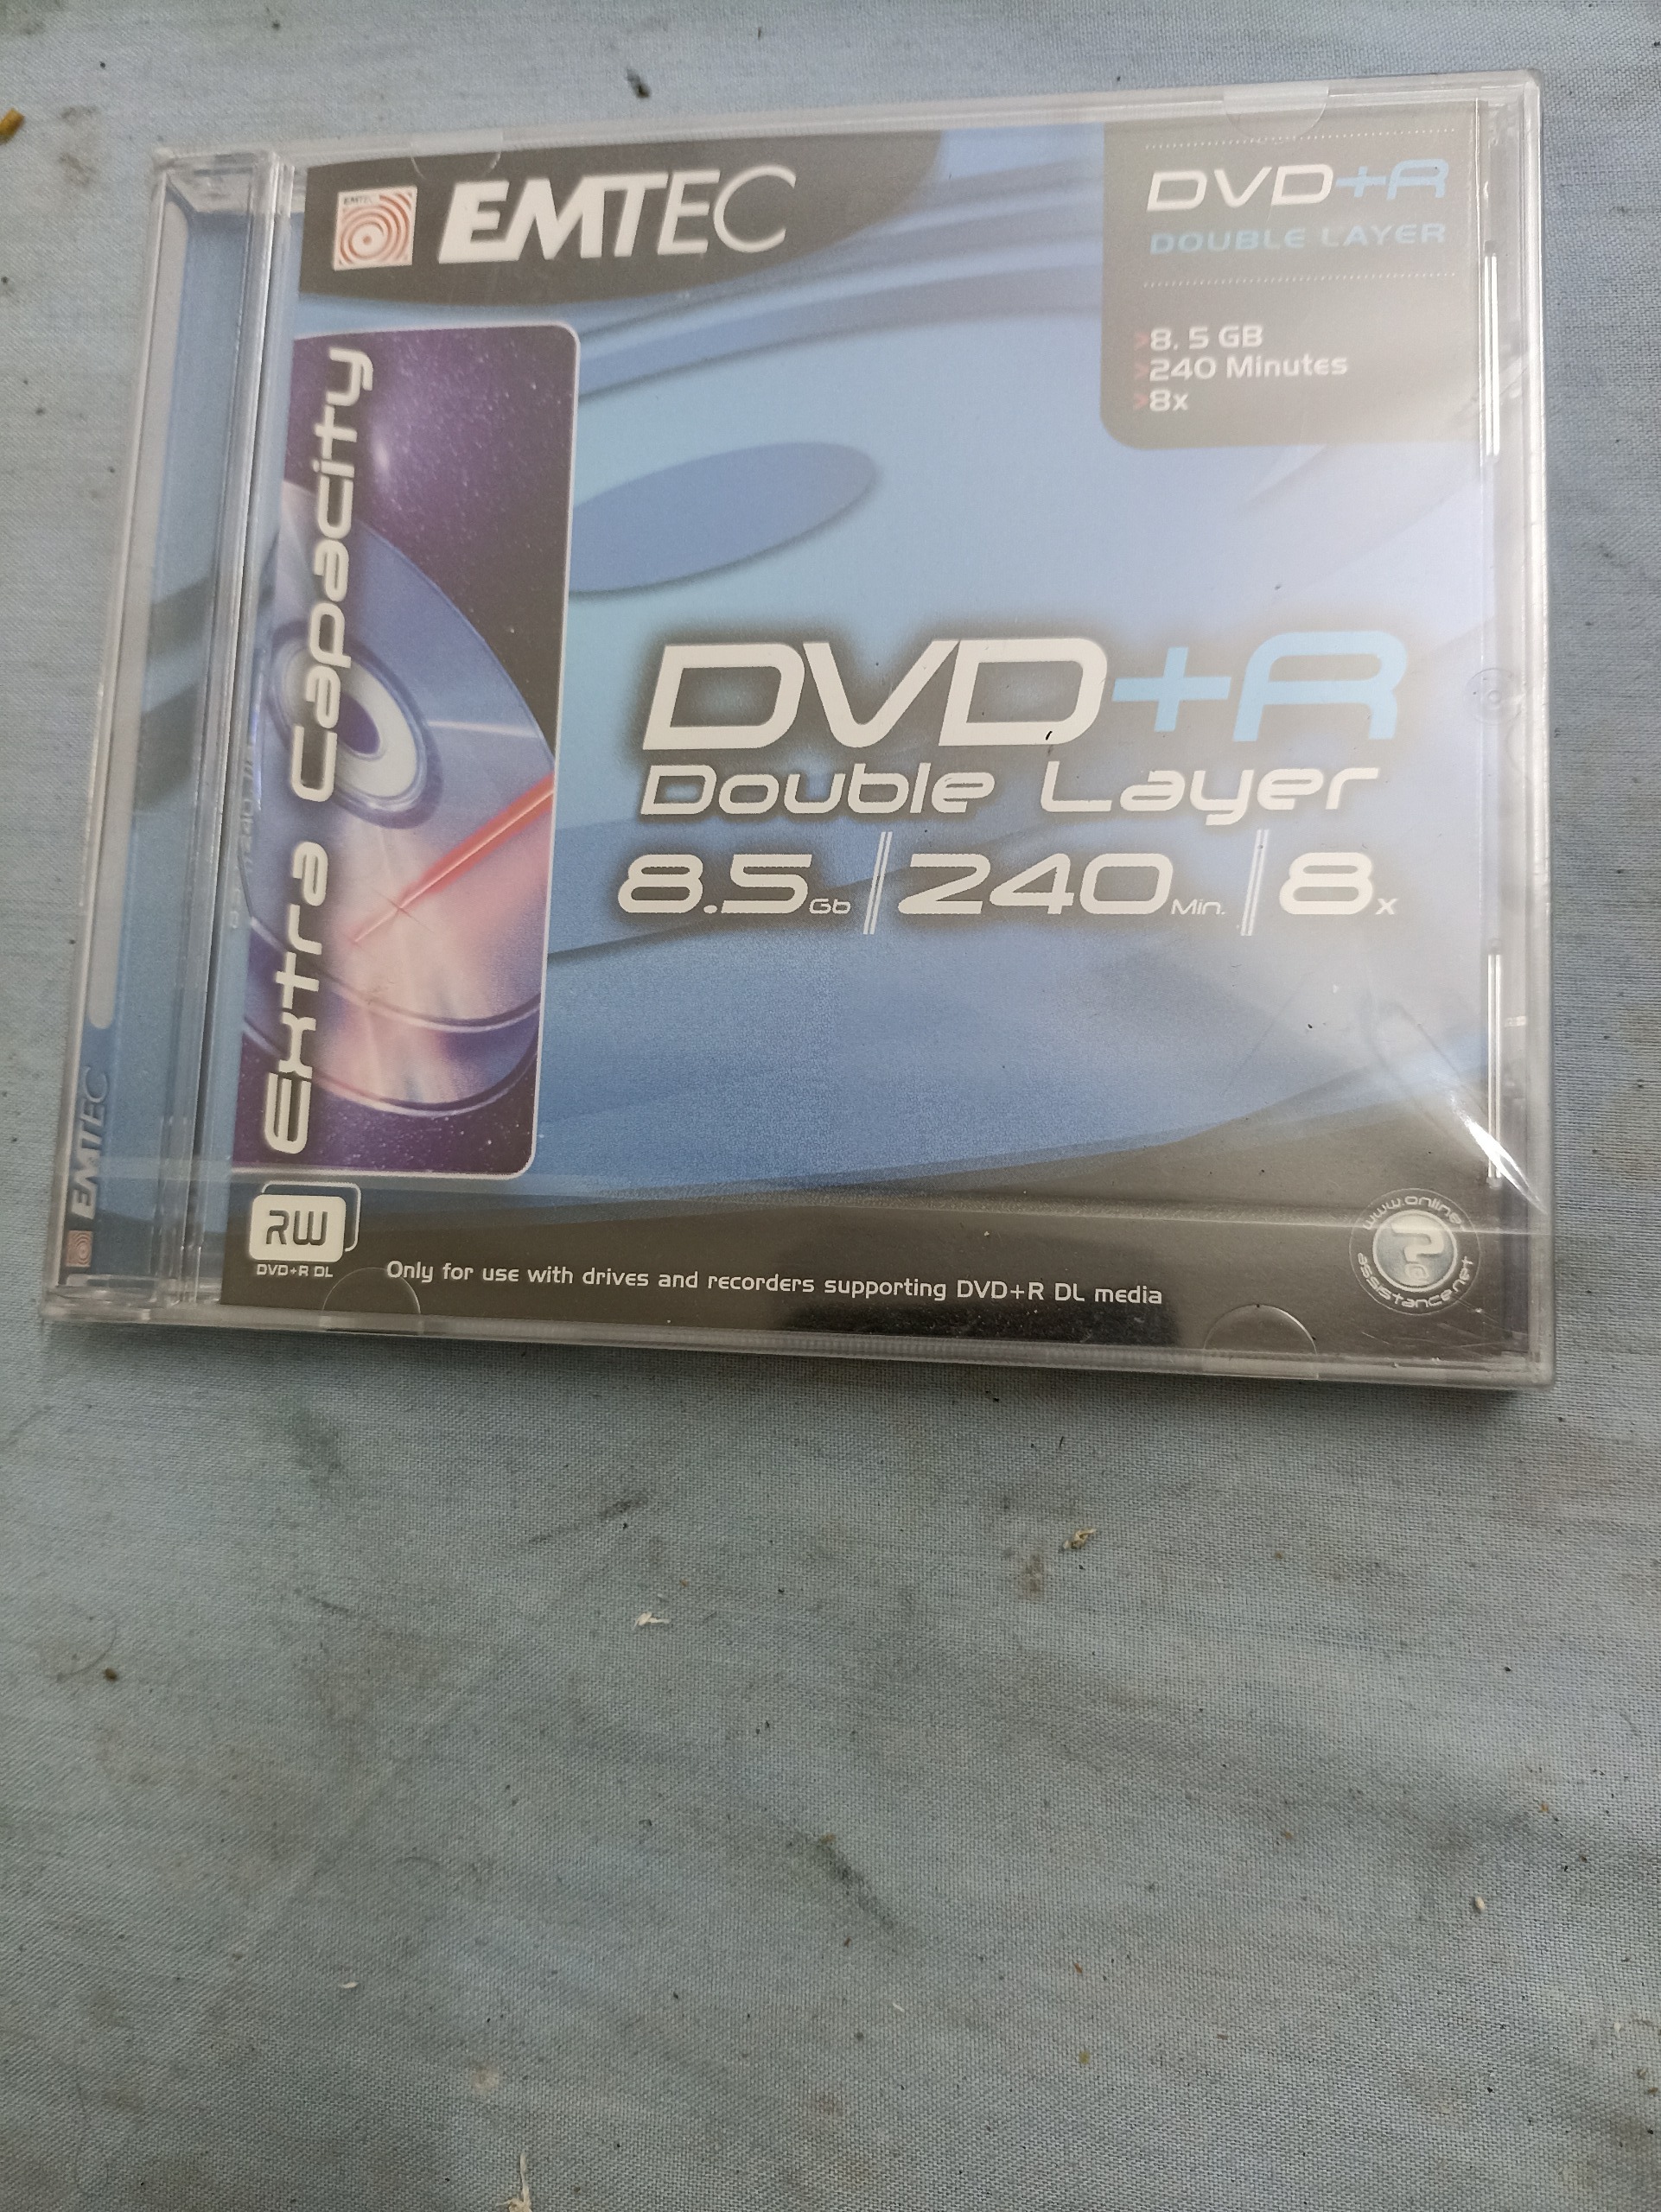 EMTEC
EMTEC
DVD+R
DOUBLE LAYER
>8.5 GB
>240 Minutes
>8x
Extra Capacity
DVD+R
Double Layer
8.5Gb 240Min. 8x
EMTEC
RW
DVD+R DL
Only for use with drives and recorders supporting DVD+R DL media
www.online
assistance.net